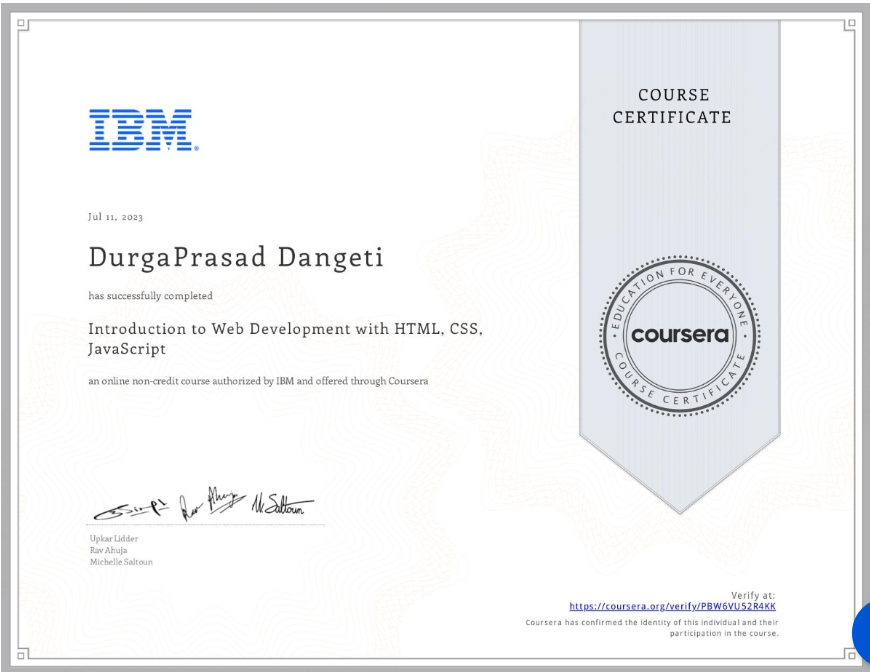 COURSE
CERTIFICATE
IBM®
Jul 11, 2023
DurgaPrasad Dangeti
has successfully completed
Introduction to Web Development with HTML, CSS,
JavaScript
an online non-credit course authorized by IBM and offered through Coursera
EDUCATION FOR EVERYONE
coursera
COURSE CERTIFICATE
M. Saltoun
Upkar Lidder
Rav Ahuja
Michelle Saltoun
Verify at:
https://coursera.org/verify/PBW6VU52R4KK
Coursera has confirmed the identity of this individual and their
participation in the course.